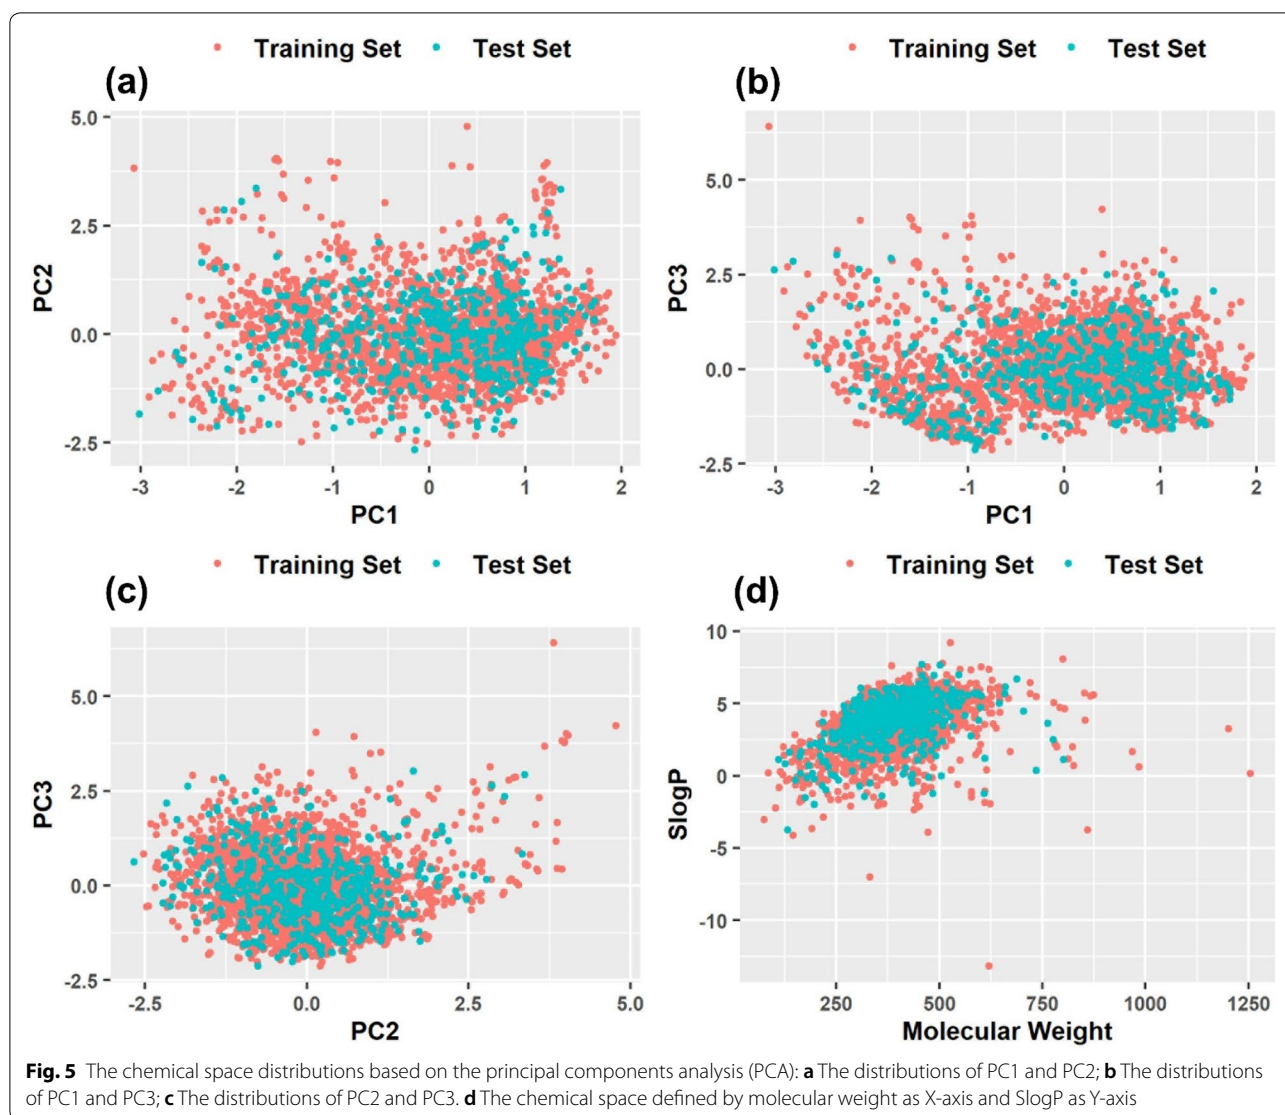 Training Set Test Set
(a)
5.0
2.5
0.0
-2.5
PC2
-3 -2 -1 0 1 2
PC1
Training Set Test Set
(b)
5.0
2.5
0.0
-2.5
PC3
-3 -2 -1 0 1 2
PC1
Training Set Test Set
(c)
5.0
2.5
0.0
-2.5
PC3
-2.5 0.0 2.5 5.0
PC2
Training Set Test Set
(d)
10
5
0
-5
-10
SlogP
250 500 750 1000 1250
Molecular Weight
Fig. 5 The chemical space distributions based on the principal components analysis (PCA): a The distributions of PC1 and PC2; b The distributions
of PC1 and PC3; c The distributions of PC2 and PC3. d The chemical space defined by molecular weight as X-axis and SlogP as Y-axis